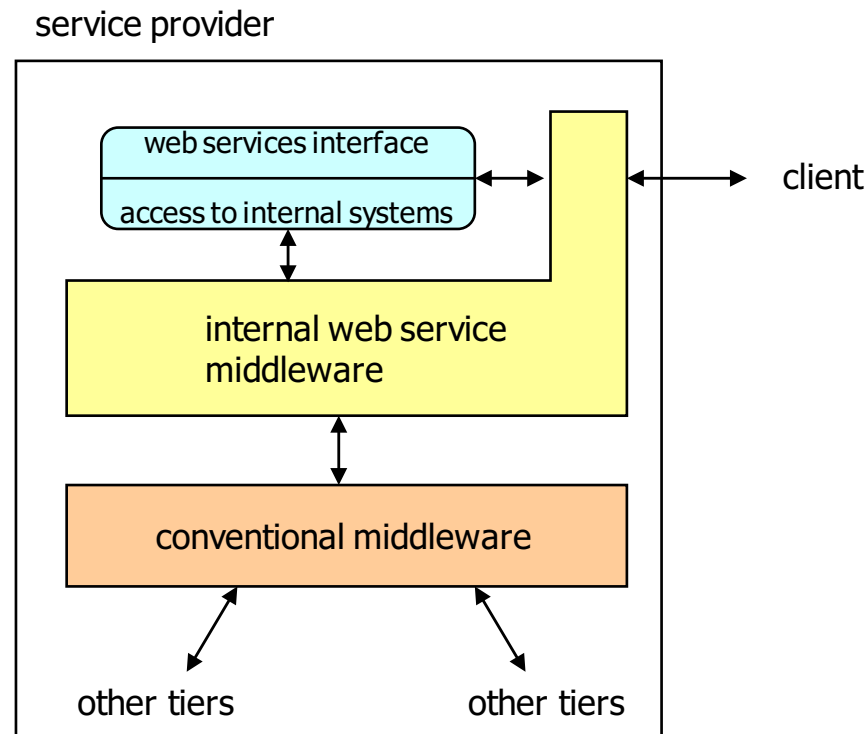 service provider
web services interface
client
access to internal systems
internal web service
middleware
conventional middleware
other tiers
other tiers